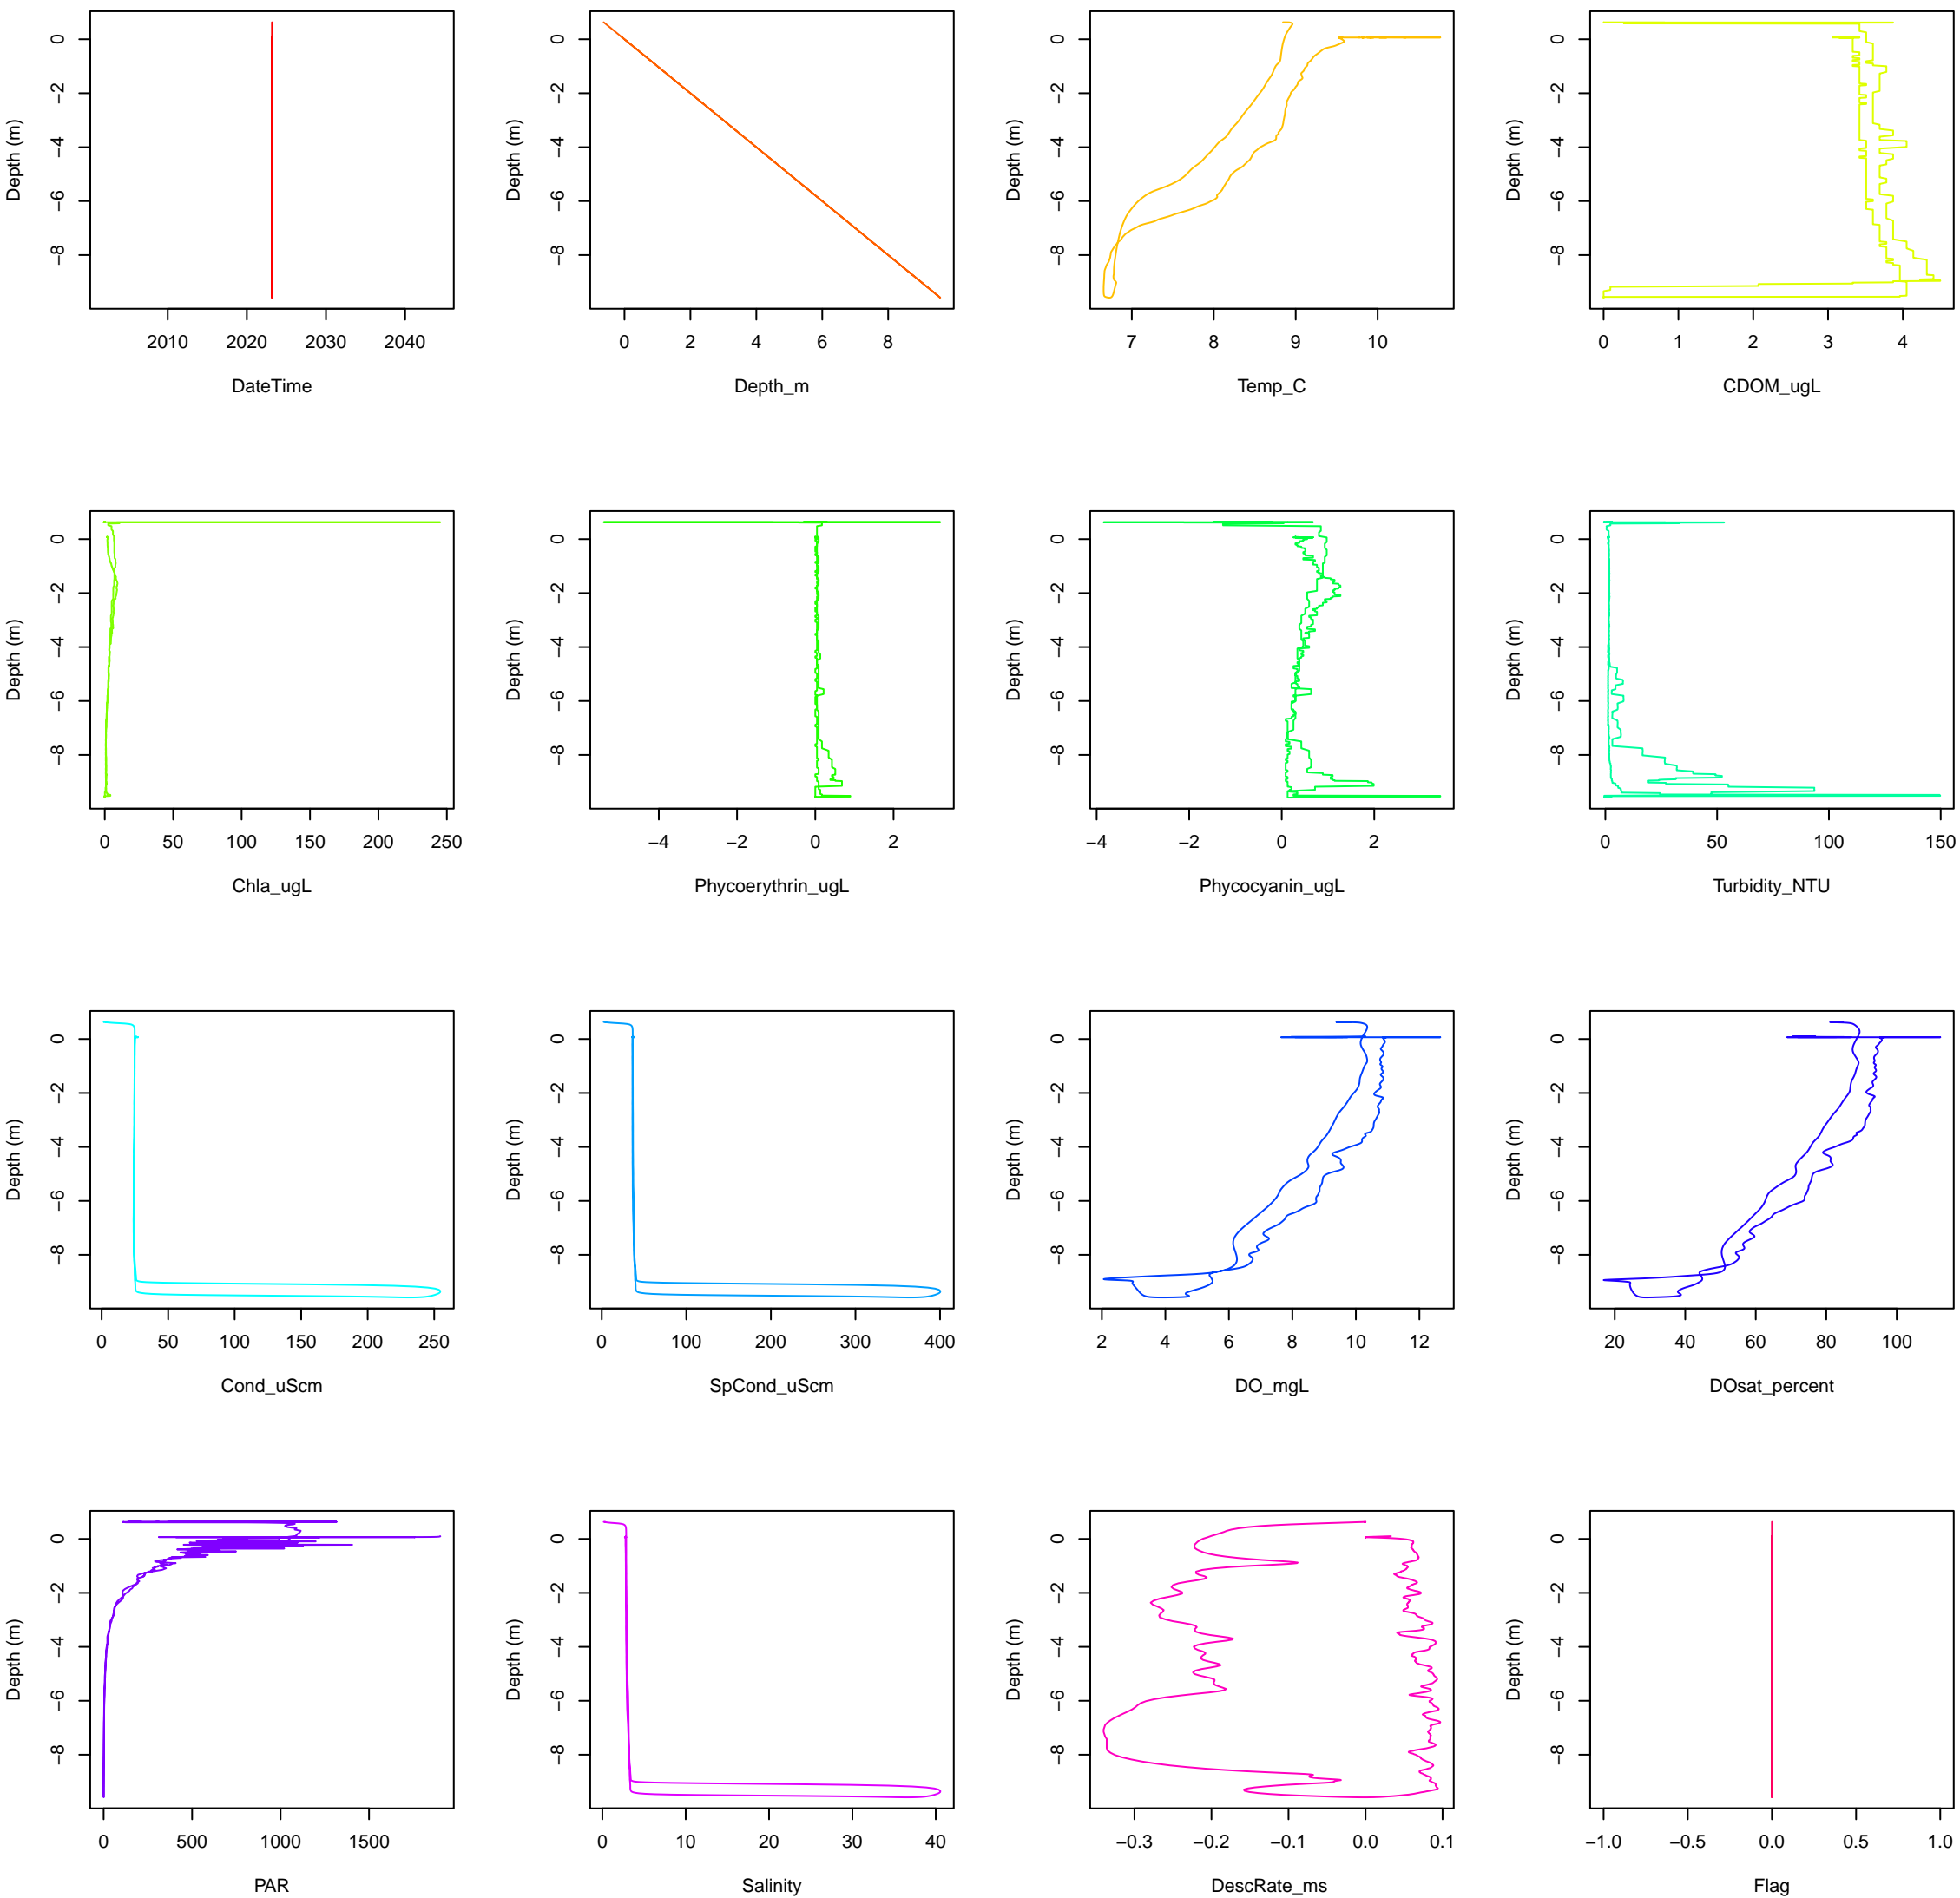 Depth (m)
0
−2
−4
−6
−8
2010 2020 2030 2040
DateTime
Depth (m)
0
−2
−4
−6
−8
0 2 4 6 8
Depth_m
Depth (m)
0
−2
−4
−6
−8
7 8 9 10
Temp_C
Depth (m)
0
−2
−4
−6
−8
0 1 2 3 4
CDOM_ugL
Depth (m)
0
−2
−4
−6
−8
0 50 100 150 200 250
Chla_ugL
Depth (m)
0
−2
−4
−6
−8
−4 −2 0 2
Phycoerythrin_ugL
Depth (m)
0
−2
−4
−6
−8
−4 −2 0 2
Phycocyanin_ugL
Depth (m)
0
−2
−4
−6
−8
0 50 100 150
Turbidity_NTU
Depth (m)
0
−2
−4
−6
−8
0 50 100 150 200 250
Cond_uScm
Depth (m)
0
−2
−4
−6
−8
0 100 200 300 400
SpCond_uScm
Depth (m)
0
−2
−4
−6
−8
2 4 6 8 10 12
DO_mgL
Depth (m)
0
−2
−4
−6
−8
20 40 60 80 100
DOsat_percent
Depth (m)
0
−2
−4
−6
−8
0 500 1000 1500
PAR
Depth (m)
0
−2
−4
−6
−8
0 10 20 30 40
Salinity
Depth (m)
0
−2
−4
−6
−8
−0.3 −0.2 −0.1 0.0 0.1
DescRate_ms
Depth (m)
0
−2
−4
−6
−8
−1.0 −0.5 0.0 0.5 1.0
Flag